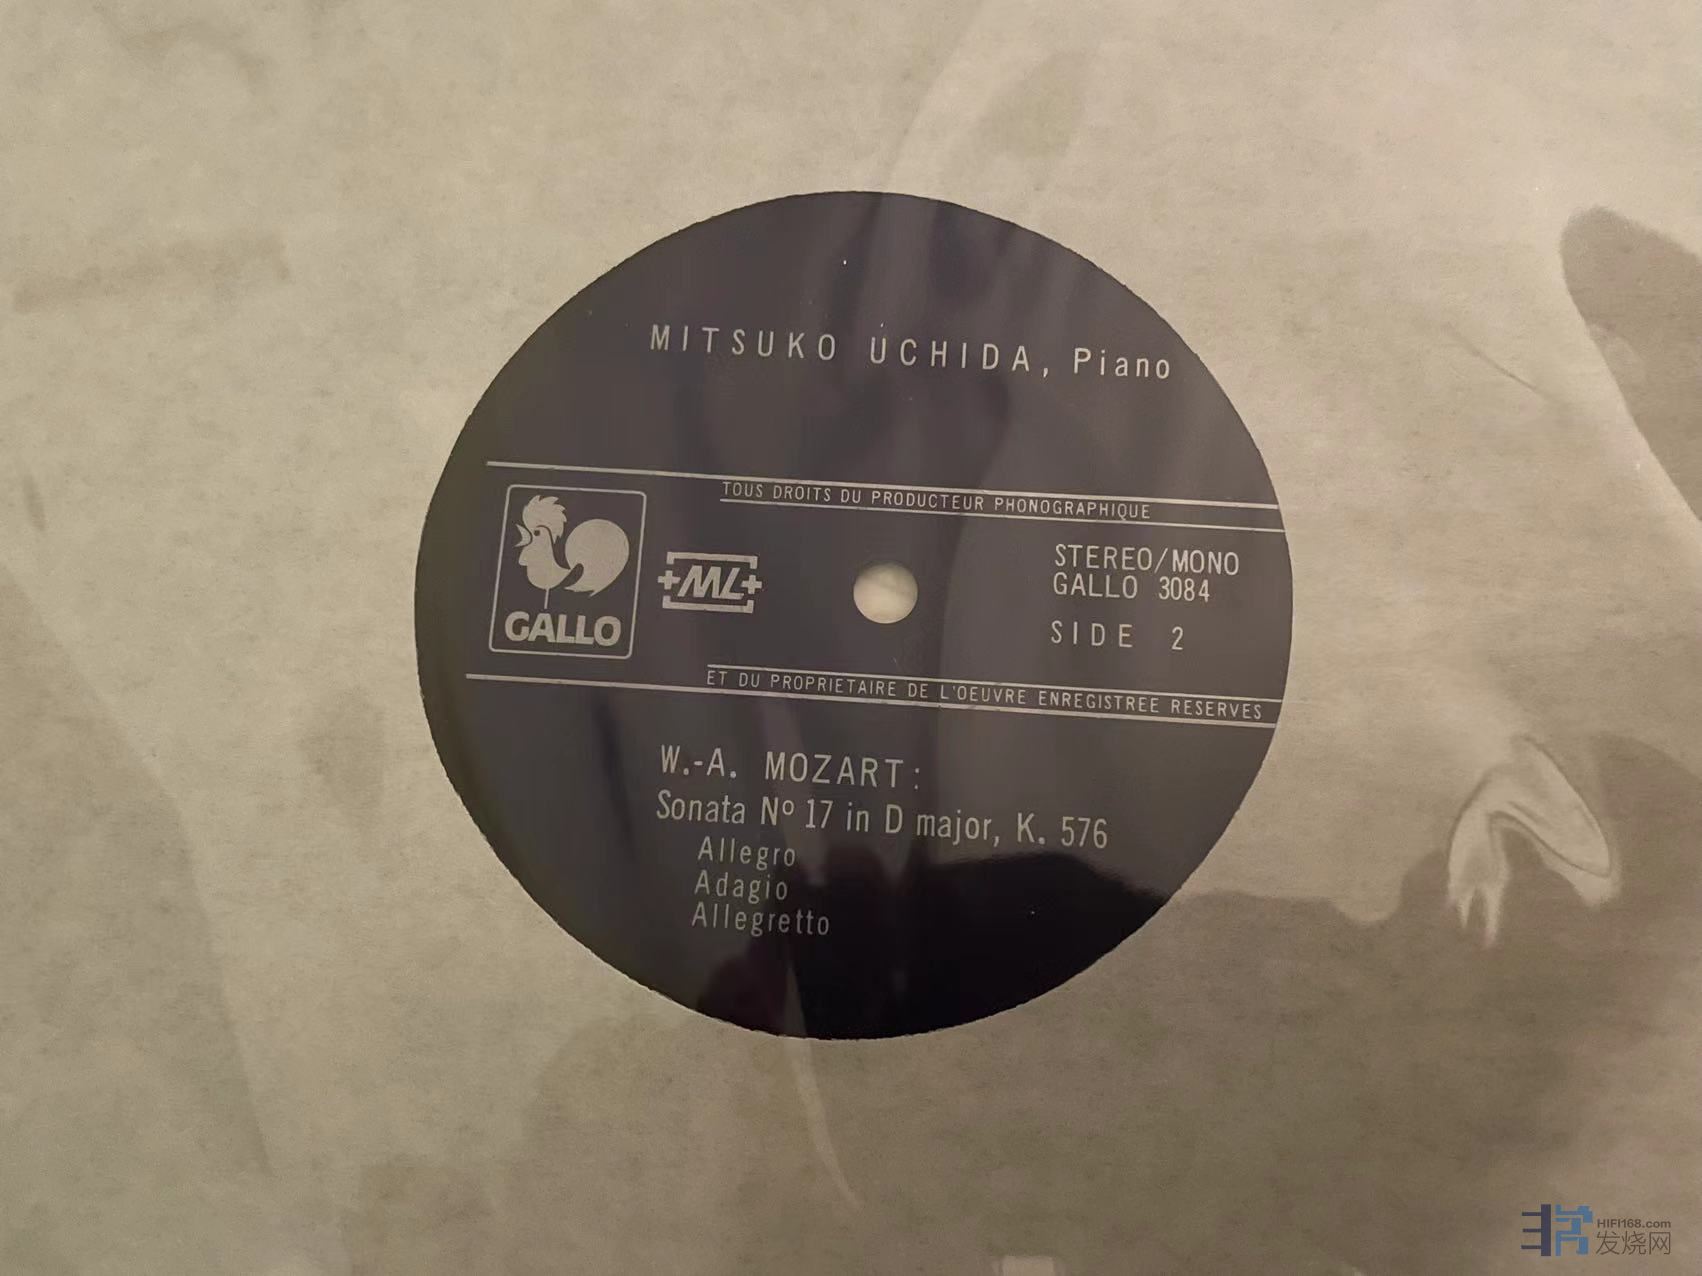 MITSUKO UCHIDA, Piano
TOUS DROITS DU PRODUCTEUR PHONOGRAPHIQUE
GALLO
ML
STEREO/MONO
GALLO 3084
SIDE 2
ET DU PROPRIETAIRE DE L'OEUVRE ENREGISTREE RESERVES
W.-A. MOZART:
Sonata Nº 17 in D major, K. 576
Allegro
Adagio
Allegretto
HIFI168.com
发烧网